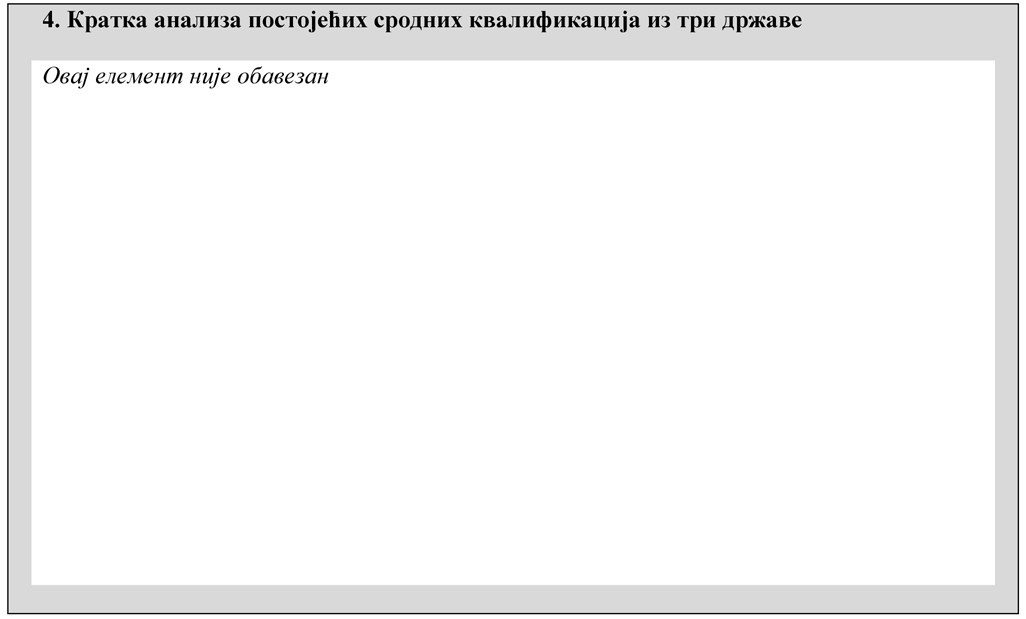 4. Кратка анализа постојећих сродних квалификација из три државе
Овај елемент није обавезан